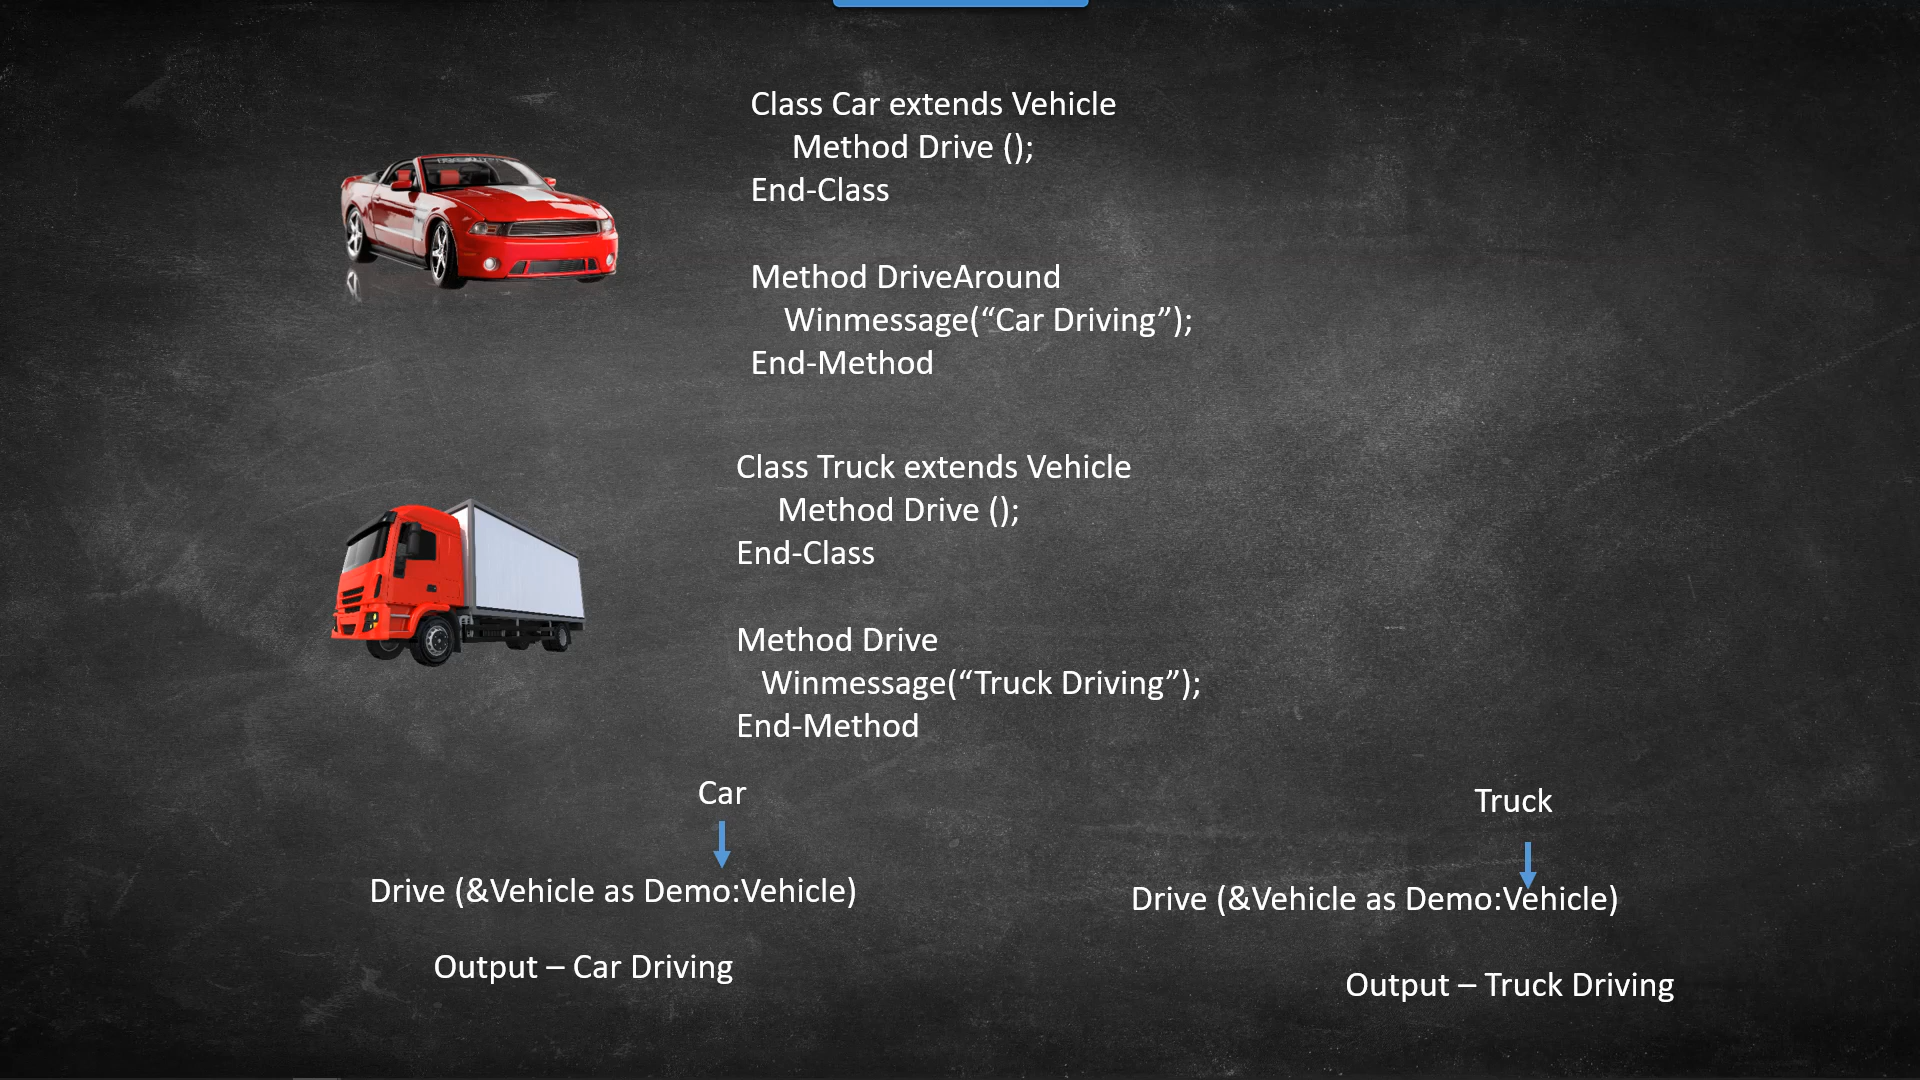 Class Car extends Vehicle
Method Drive ();
End-Class
Method DriveAround
Winmessage(“Car Driving”);
End-Method
Class Truck extends Vehicle
Method Drive ();
End-Class
Method Drive
Winmessage(“Truck Driving”);
End-Method
Car
Drive (&Vehicle as Demo:Vehicle)
Output – Car Driving
Truck
Drive (&Vehicle as Demo:Vehicle)
Output – Truck Driving